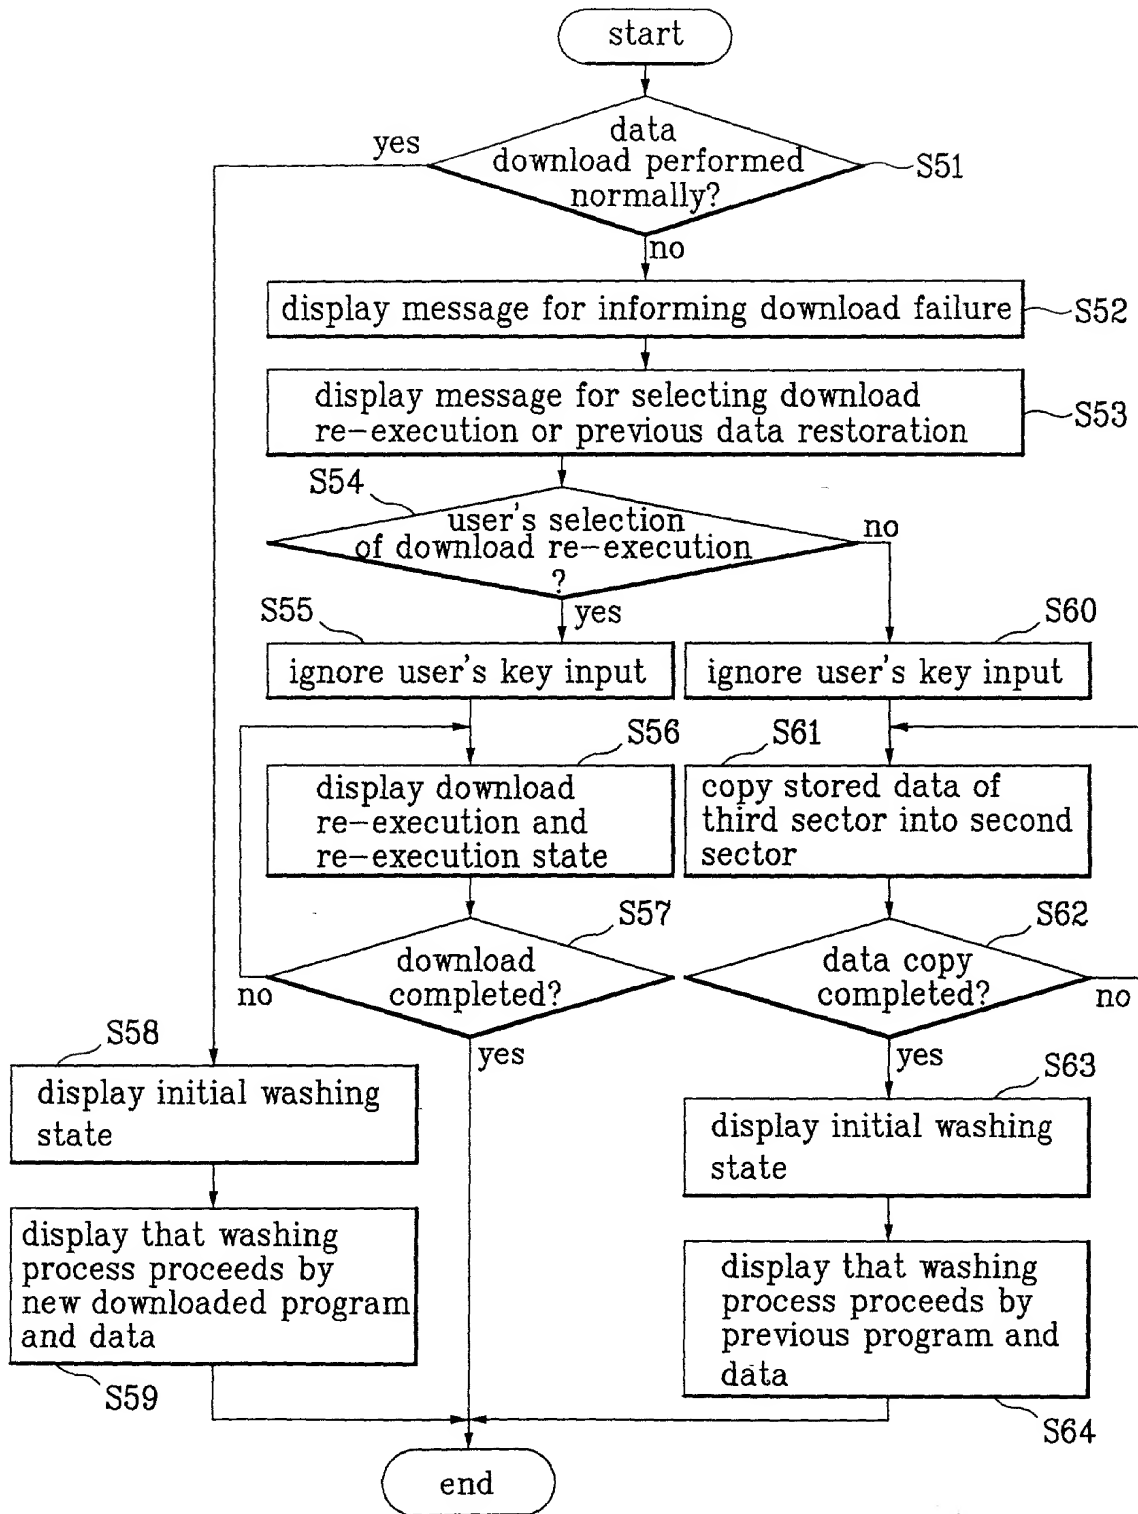 start
data
download performed
normally?
yes
S51
no
display message for informing download failure
S52
display message for selecting download
re-execution or previous data restoration
S53
S54
user's selection
of download re-execution
?
no
yes
S55
ignore user's key input
S60
ignore user's key input
S56
display download
re-execution and
re-execution state
S61
copy stored data of
third sector into second
sector
S57
download
completed?
no
yes
S62
data copy
completed?
no
yes
S58
display initial washing
state
S63
display initial washing
state
display that washing
process proceeds by
new downloaded program
and data
S59
display that washing
process proceeds by
previous program and
data
S64
end